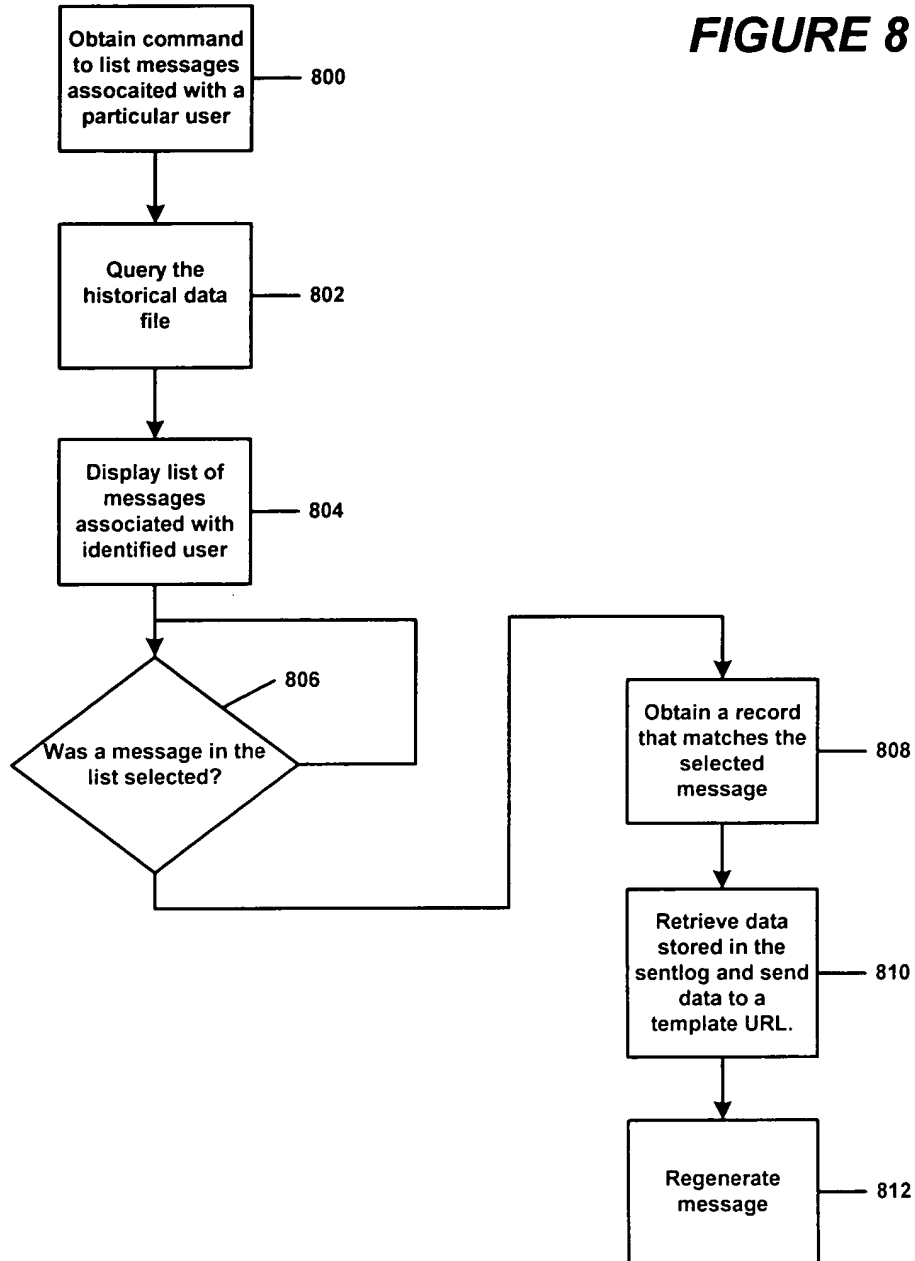 FIGURE 8
Obtain command
to list messages
assocaited with a
particular user
800
Query the
historical data
file
802
Display list of
messages
associated with
identified user
804
806
Was a message in the
list selected?
Obtain a record
that matches the
selected
message
808
Retrieve data
stored in the
sentlog and send
data to a
template URL.
810
Regenerate
message
812